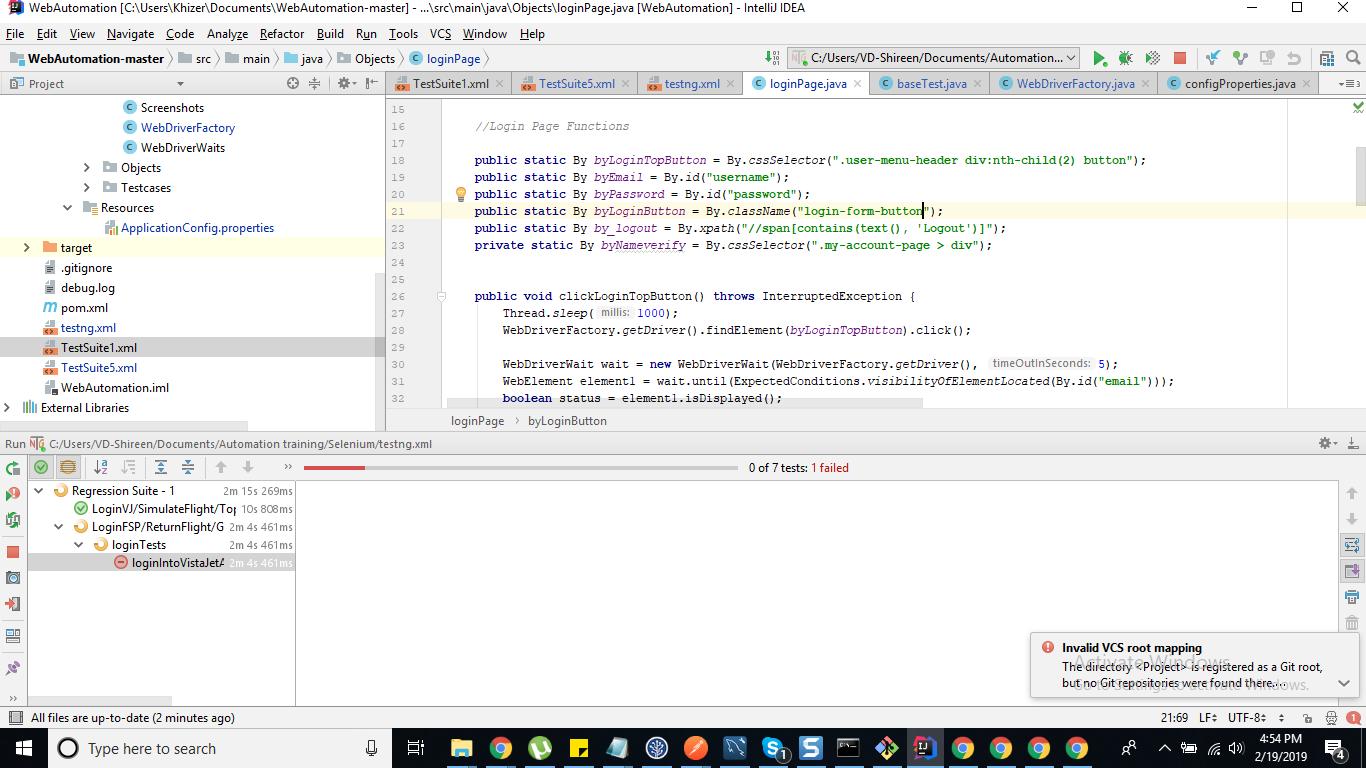 WebAutomation [C:\Users\Khizer\Documents\WebAutomation-master] - ...\src\main\java\Objects\loginPage.java [WebAutomation] - IntelliJ IDEA
File Edit View Navigate Code Analyze Refactor Build Run Tools VCS Window Help
WebAutomation-master src main java Objects loginPage
C:/Users/VD-Shireen/Documents/Automation...
Project
TestSuite1.xml TestSuite5.xml testng.xml loginPage.java baseTest.java WebDriverFactory.java configProperties.java
Screenshots
WebDriverFactory
WebDriverWaits
Objects
Testcases
Resources
ApplicationConfig.properties
target
.gitignore
debug.log
pom.xml
testng.xml
TestSuite1.xml
TestSuite5.xml
WebAutomation.iml
External Libraries
15
16 //Login Page Functions
17
18 public static By byLoginTopButton = By.cssSelector(".user-menu-header div:nth-child(2) button");
19 public static By byEmail = By.id("username");
20 public static By byPassword = By.id("password");
21 public static By byLoginButton = By.className("login-form-button");
22 public static By by_logout = By.xpath("//span[contains(text(), 'Logout')]");
23 private static By byNameverify = By.cssSelector(".my-account-page > div");
24
25
26 public void clickLoginTopButton() throws InterruptedException {
27 Thread.sleep( millis: 1000);
28 WebDriverFactory.getDriver().findElement(byLoginTopButton).click();
29
30 WebDriverWait wait = new WebDriverWait(WebDriverFactory.getDriver(), timeOutInSeconds: 5);
31 WebElement element1 = wait.until(ExpectedConditions.visibilityOfElementLocated(By.id("email")));
32 boolean status = element1.isDisplayed();
loginPage byLoginButton
Run C:/Users/VD-Shireen/Documents/Automation training/Selenium/testng.xml
0 of 7 tests: 1 failed
Regression Suite - 1 2m 15s 269ms
LoginVJ/SimulateFlight/Top 10s 808ms
LoginFSP/ReturnFlight/G 2m 4s 461ms
loginTests 2m 4s 461ms
loginIntoVistaJetA 2m 4s 461ms
Invalid VCS root mapping
The directory <Project> is registered as a Git root,
but no Git repositories were found there....
Activate Windows
Go to Settings to activate Windows.
All files are up-to-date (2 minutes ago)
21:69 LF UTF-8
1
Type here to search
1
4:54 PM
2/19/2019
4